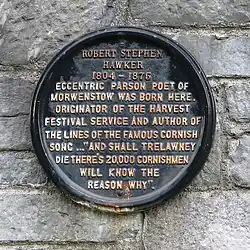 ROBERT STEPHEN
HAWKER
1804 - 1875
ECCENTRIC PARSON POET OF
MORWENSTOW WAS BORN HERE.
ORIGINATOR OF THE HARVEST
FESTIVAL SERVICE AND AUTHOR OF
THE LINES OF THE FAMOUS CORNISH
SONG ..."AND SHALL TRELAWNEY
DIE THERE'S 20,000 CORNISHMEN
WILL KNOW THE
REASON WHY".